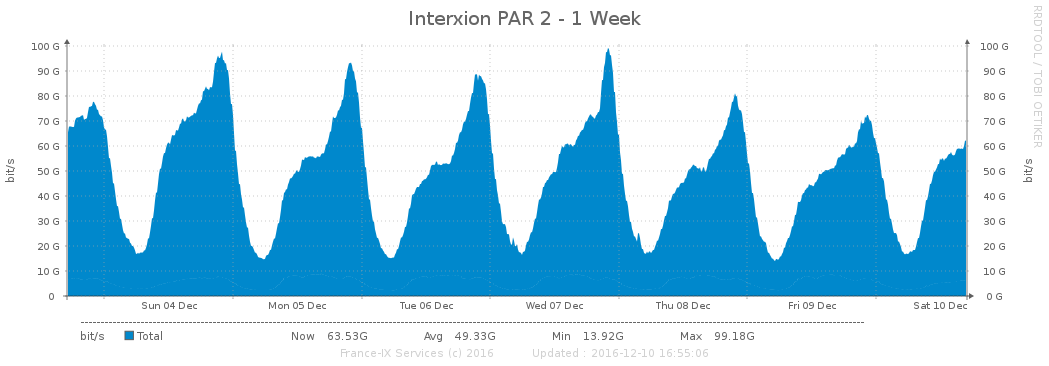 Interxion PAR 2 - 1 Week
RRDTOOL / TOBI OETIKER
100 G 100 G
90 G 90 G
80 G 80 G
70 G 70 G
60 G 60 G
50 G 50 G
40 G 40 G
30 G 30 G
20 G 20 G
10 G 10 G
0 0 G
bit/s bit/s
Sun 04 Dec Mon 05 Dec Tue 06 Dec Wed 07 Dec Thu 08 Dec Fri 09 Dec Sat 10 Dec
bit/s Total Now 63.53G Avg 49.33G Min 13.92G Max 99.18G
France-IX Services (c) 2016 Updated : 2016-12-10 16:55:06